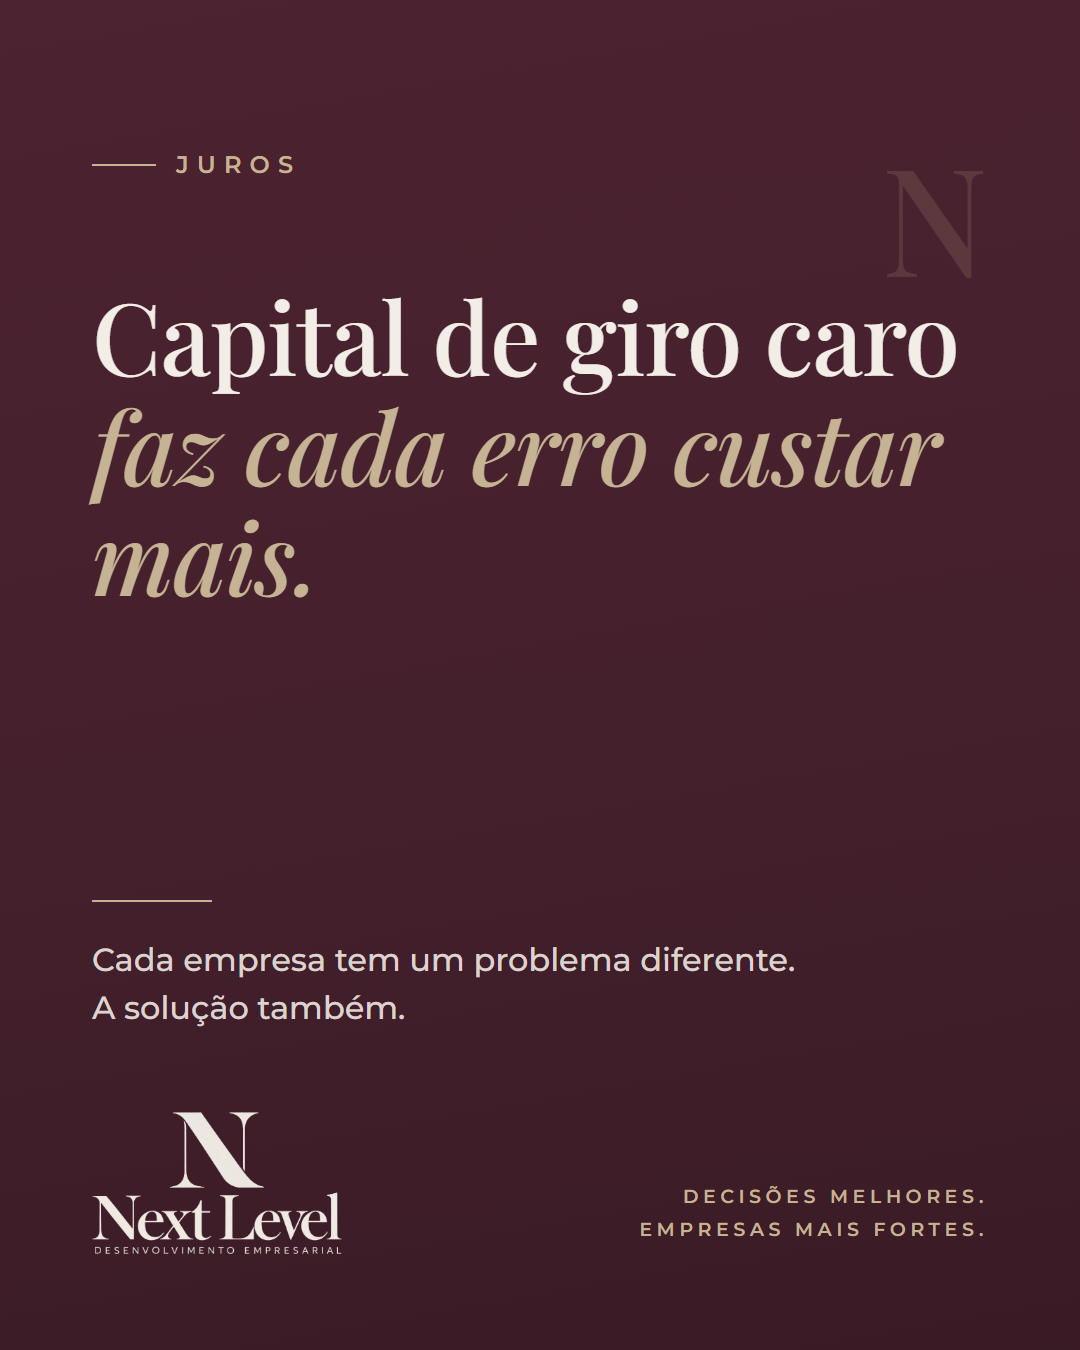 JUROS
N
Capital de giro caro
faz cada erro custar
mais.
Cada empresa tem um problema diferente.
A solução também.
N
Next Level
DESENVOLVIMENTO EMPRESARIAL
DECISÕES MELHORES.
EMPRESAS MAIS FORTES.